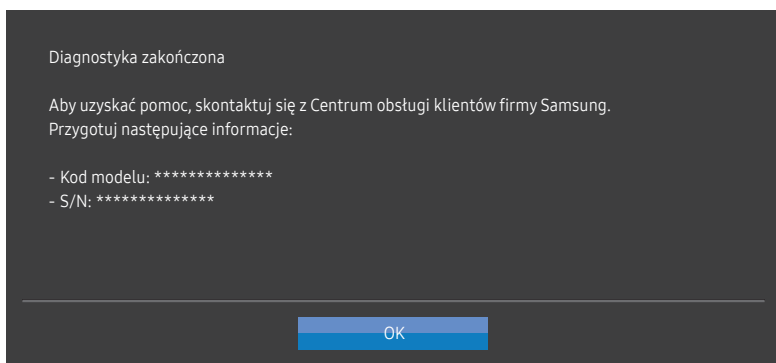 Diagnostyka zakończona
Aby uzyskać pomoc, skontaktuj się z Centrum obsługi klientów firmy Samsung.
Przygotuj następujące informacje:
- Kod modelu: **************
- S/N: **************
OK